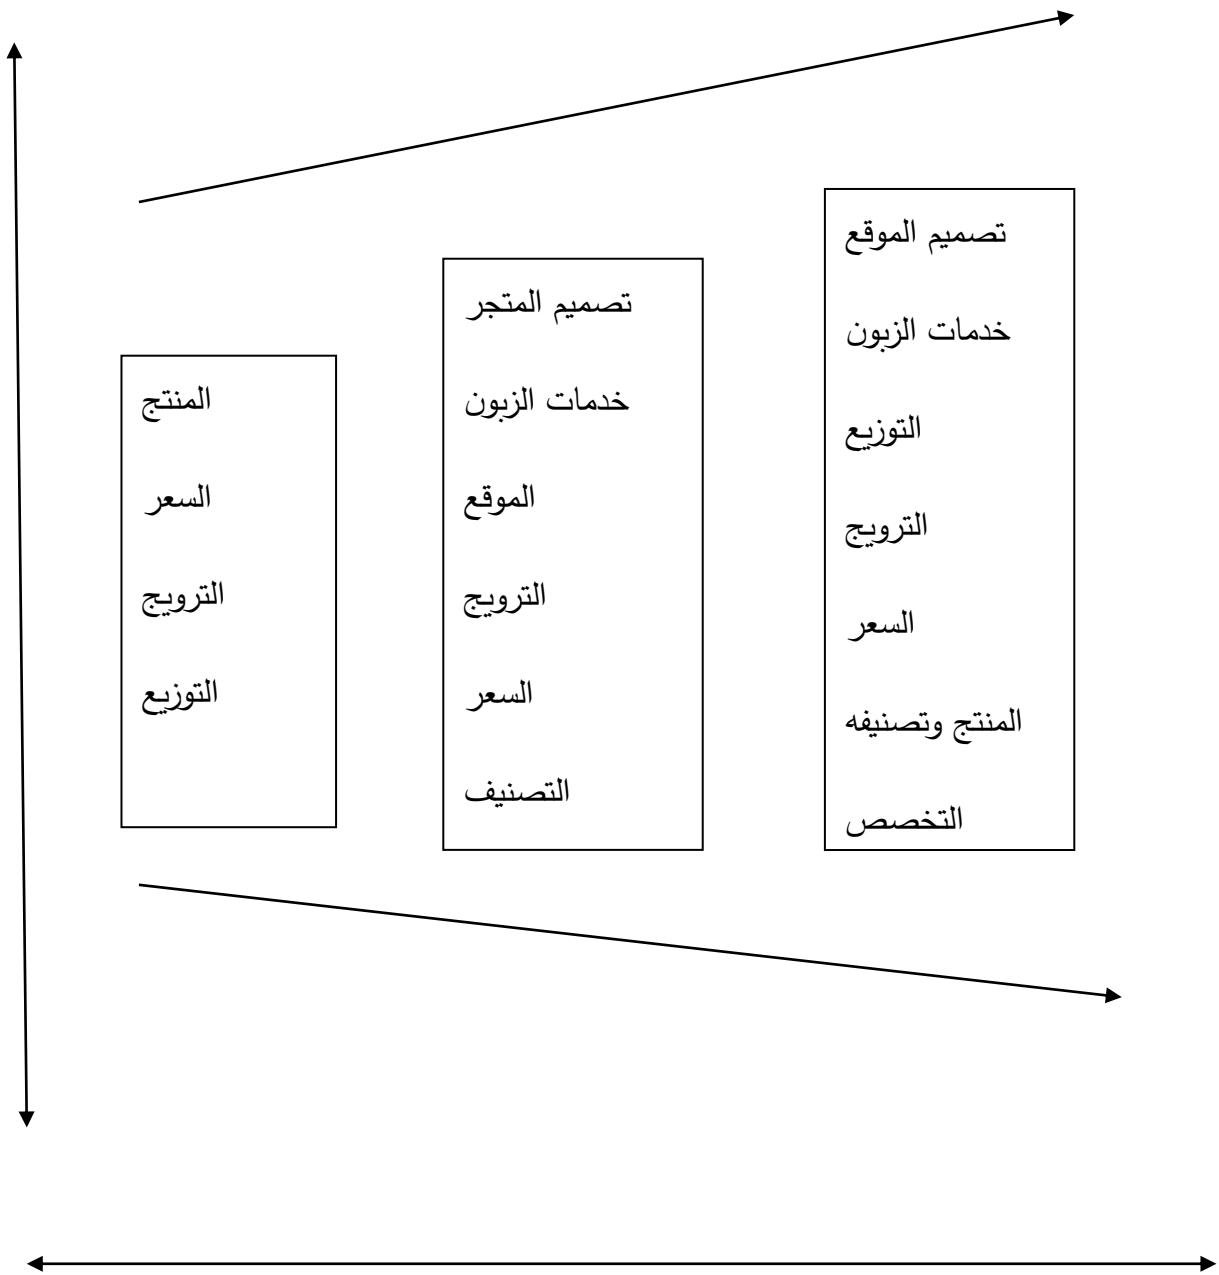 المنتج
السعر
الترويج
التوزيع
تصميم المتجر
خدمات الزبون
الموقع
الترويج
السعر
التصنيف
تصميم الموقع
خدمات الزبون
التوزيع
الترويج
السعر
المنتج وتصنيفه
التخصص